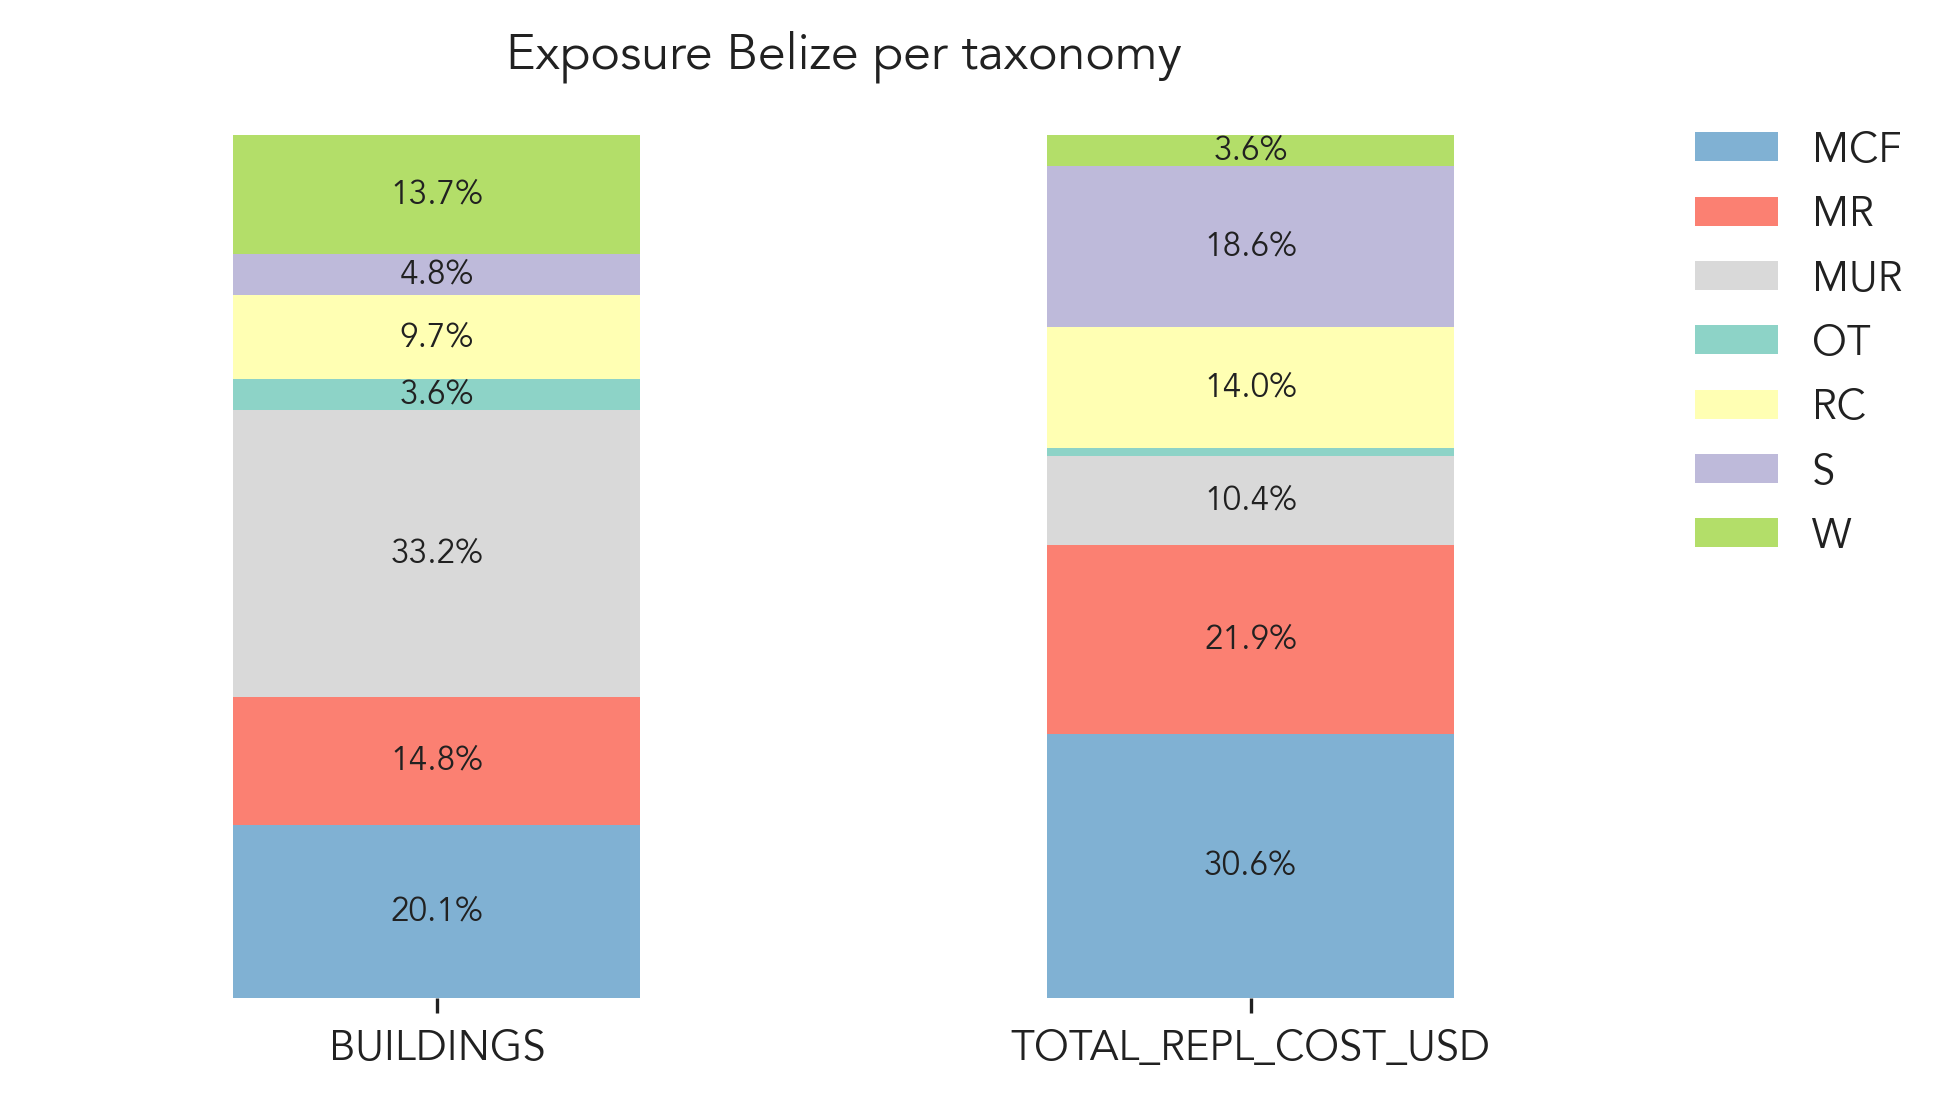 Exposure Belize per taxonomy
13.7%
4.8%
9.7%
3.6%
33.2%
14.8%
20.1%
BUILDINGS
3.6%
18.6%
14.0%
10.4%
21.9%
30.6%
TOTAL_REPL_COST_USD
MCF
MR
MUR
OT
RC
S
W